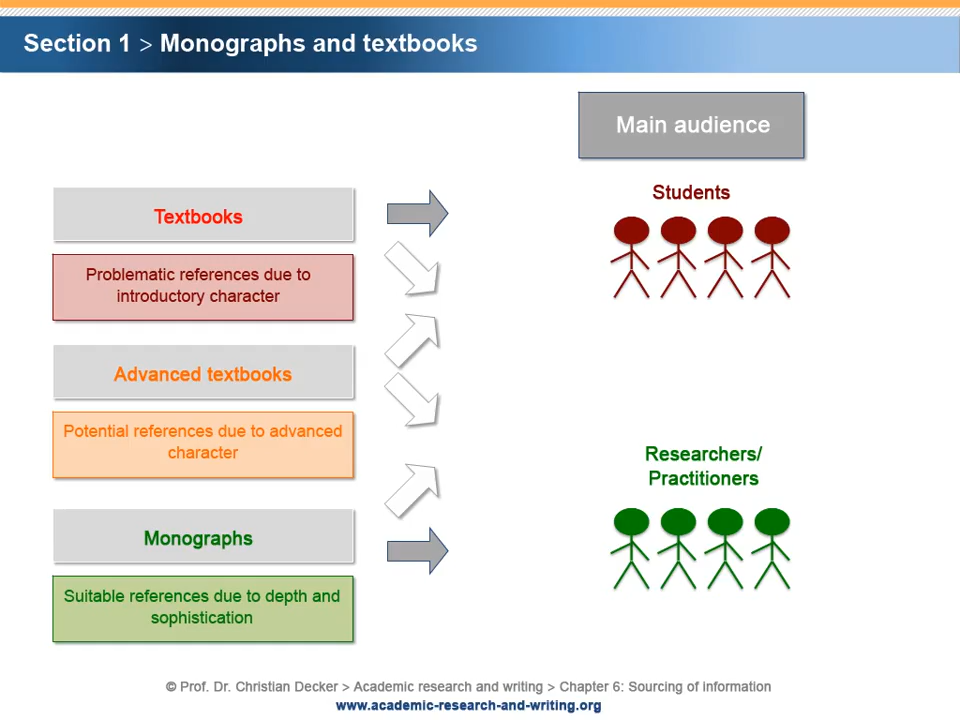 Section 1 > Monographs and textbooks
Main audience
Students
Textbooks
Problematic references due to
introductory character
Advanced textbooks
Potential references due to advanced
character
Researchers/
Practitioners
Monographs
Suitable references due to depth and
sophistication
© Prof. Dr. Christian Decker > Academic research and writing > Chapter 6: Sourcing of information
www.academic-research-and-writing.org